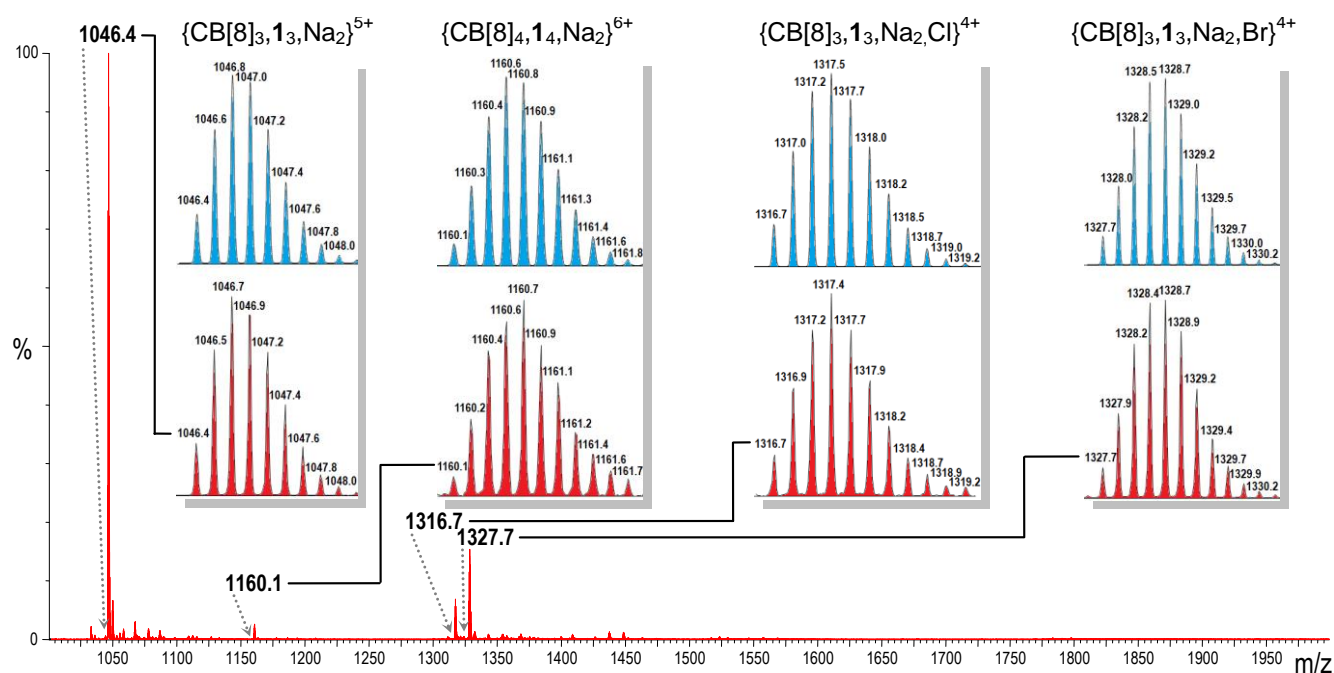 1046.4
{CB[8]₃,1₃,Na₂}⁵⁺
{CB[8]₄,1₄,Na₂}⁶⁺
{CB[8]₃,1₃,Na₂,Cl}⁴⁺
{CB[8]₃,1₃,Na₂,Br}⁴⁺
1046.4 1046.6 1046.8 1047.0 1047.2 1047.4 1047.6 1047.8 1048.0
1160.1 1160.3 1160.4 1160.6 1160.8 1160.9 1161.1 1161.3 1161.4 1161.6 1161.8
1316.7 1317.0 1317.2 1317.5 1317.7 1318.0 1318.2 1318.5 1318.7 1319.0 1319.2
1327.7 1328.0 1328.2 1328.5 1328.7 1329.0 1329.2 1329.5 1329.7 1330.0 1330.2
1046.4 1046.5 1046.7 1046.9 1047.2 1047.4 1047.6 1047.8 1048.0
1160.1 1160.2 1160.4 1160.6 1160.7 1160.9 1161.1 1161.2 1161.4 1161.6 1161.7
1316.7 1316.9 1317.2 1317.4 1317.7 1317.9 1318.2 1318.4 1318.7 1318.9 1319.2
1327.7 1327.9 1328.2 1328.4 1328.7 1328.9 1329.2 1329.4 1329.7 1329.9 1330.2
100
%
0
1316.7
1327.7
1160.1
1050 1100 1150 1200 1250 1300 1350 1400 1450 1500 1550 1600 1650 1700 1750 1800 1850 1900 1950
m/z